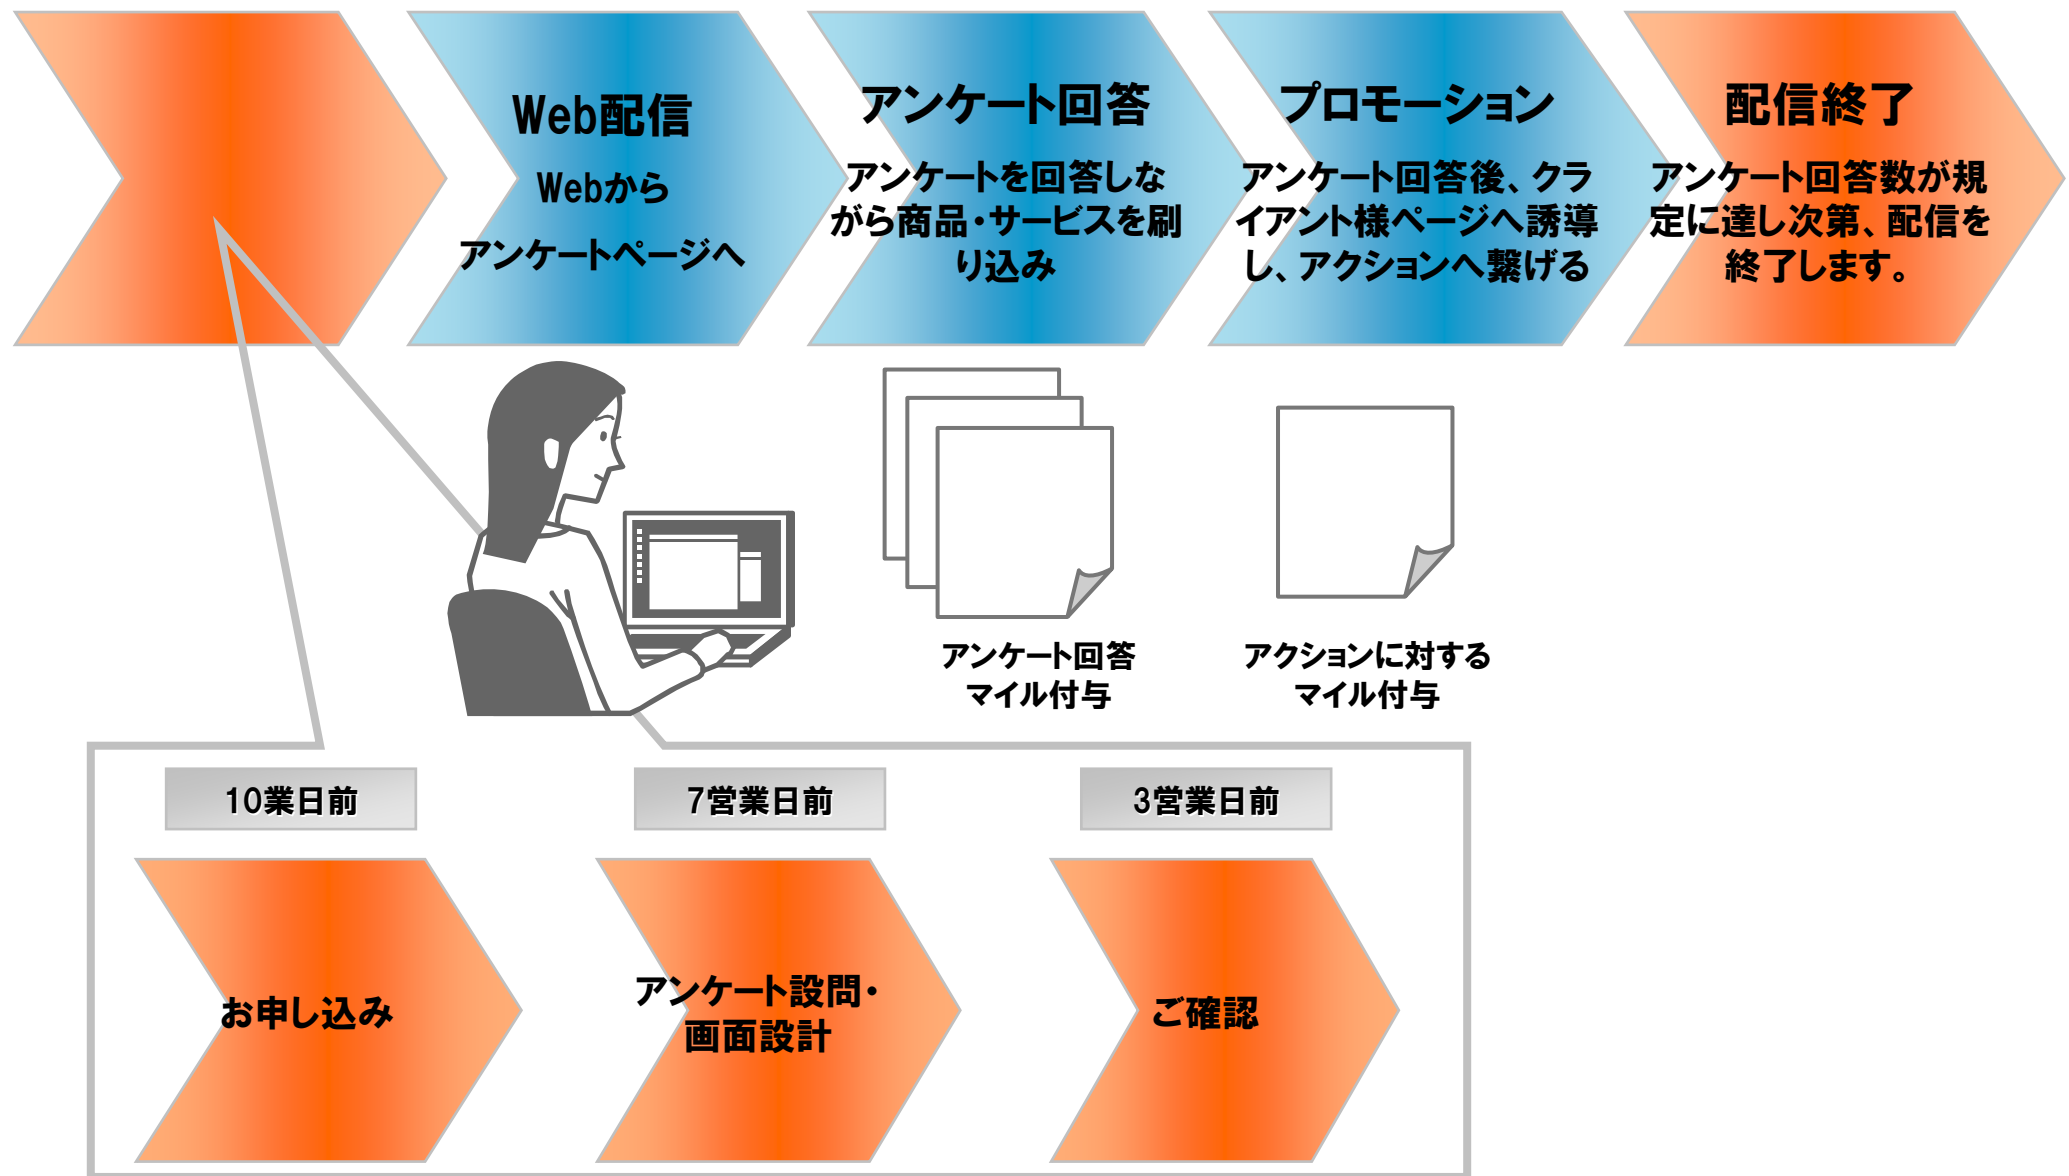 Web配信
Webから
アンケートページへ
アンケート回答
アンケートを回答しな
がら商品・サービスを刷
り込み
プロモーション
アンケート回答後、クラ
イアント様ページへ誘導
し、アクションへ繋げる
配信終了
アンケート回答数が規
定に達し次第、配信を
終了します。
アンケート回答
マイル付与
アクションに対する
マイル付与
10業日前
7営業日前
3営業日前
お申し込み
アンケート設問・
画面設計
ご確認